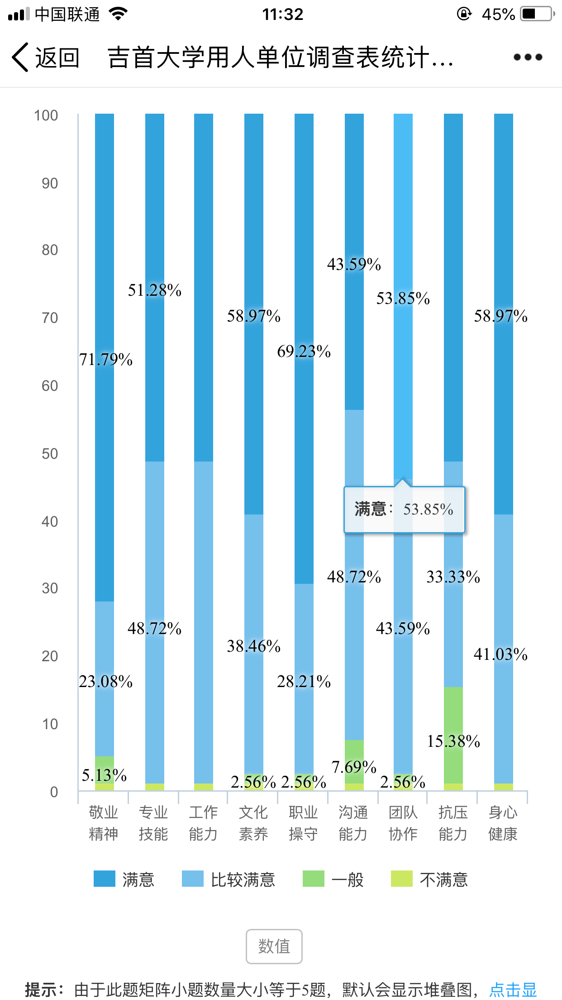 中国联通 11:32 45%
返回 吉首大学用人单位调查表统计...
100
90
80
70
60
50
40
30
20
10
0
43.59%
51.28%
53.85%
58.97%
58.97%
69.23%
71.79%
满意：53.85%
48.72%
33.33%
48.72%
43.59%
38.46%
41.03%
23.08%
28.21%
15.38%
7.69%
5.13%
2.56%
2.56%
2.56%
敬业精神
专业技能
工作能力
文化素养
职业操守
沟通能力
团队协作
抗压能力
身心健康
满意 比较满意 一般 不满意
数值
提示：由于此题矩阵小题数量大小等于5题，默认会显示堆叠图，点击显